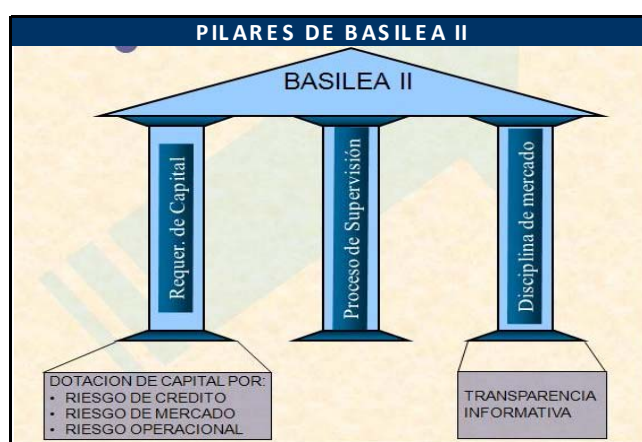 PILARES DE BASILEA II
BASILEA II
Requer. de Capital
Proceso de Supervisión
Disciplina de mercado
DOTACION DE CAPITAL POR:
• RIESGO DE CREDITO
• RIESGO DE MERCADO
• RIESGO OPERACIONAL
TRANSPARENCIA
INFORMATIVA